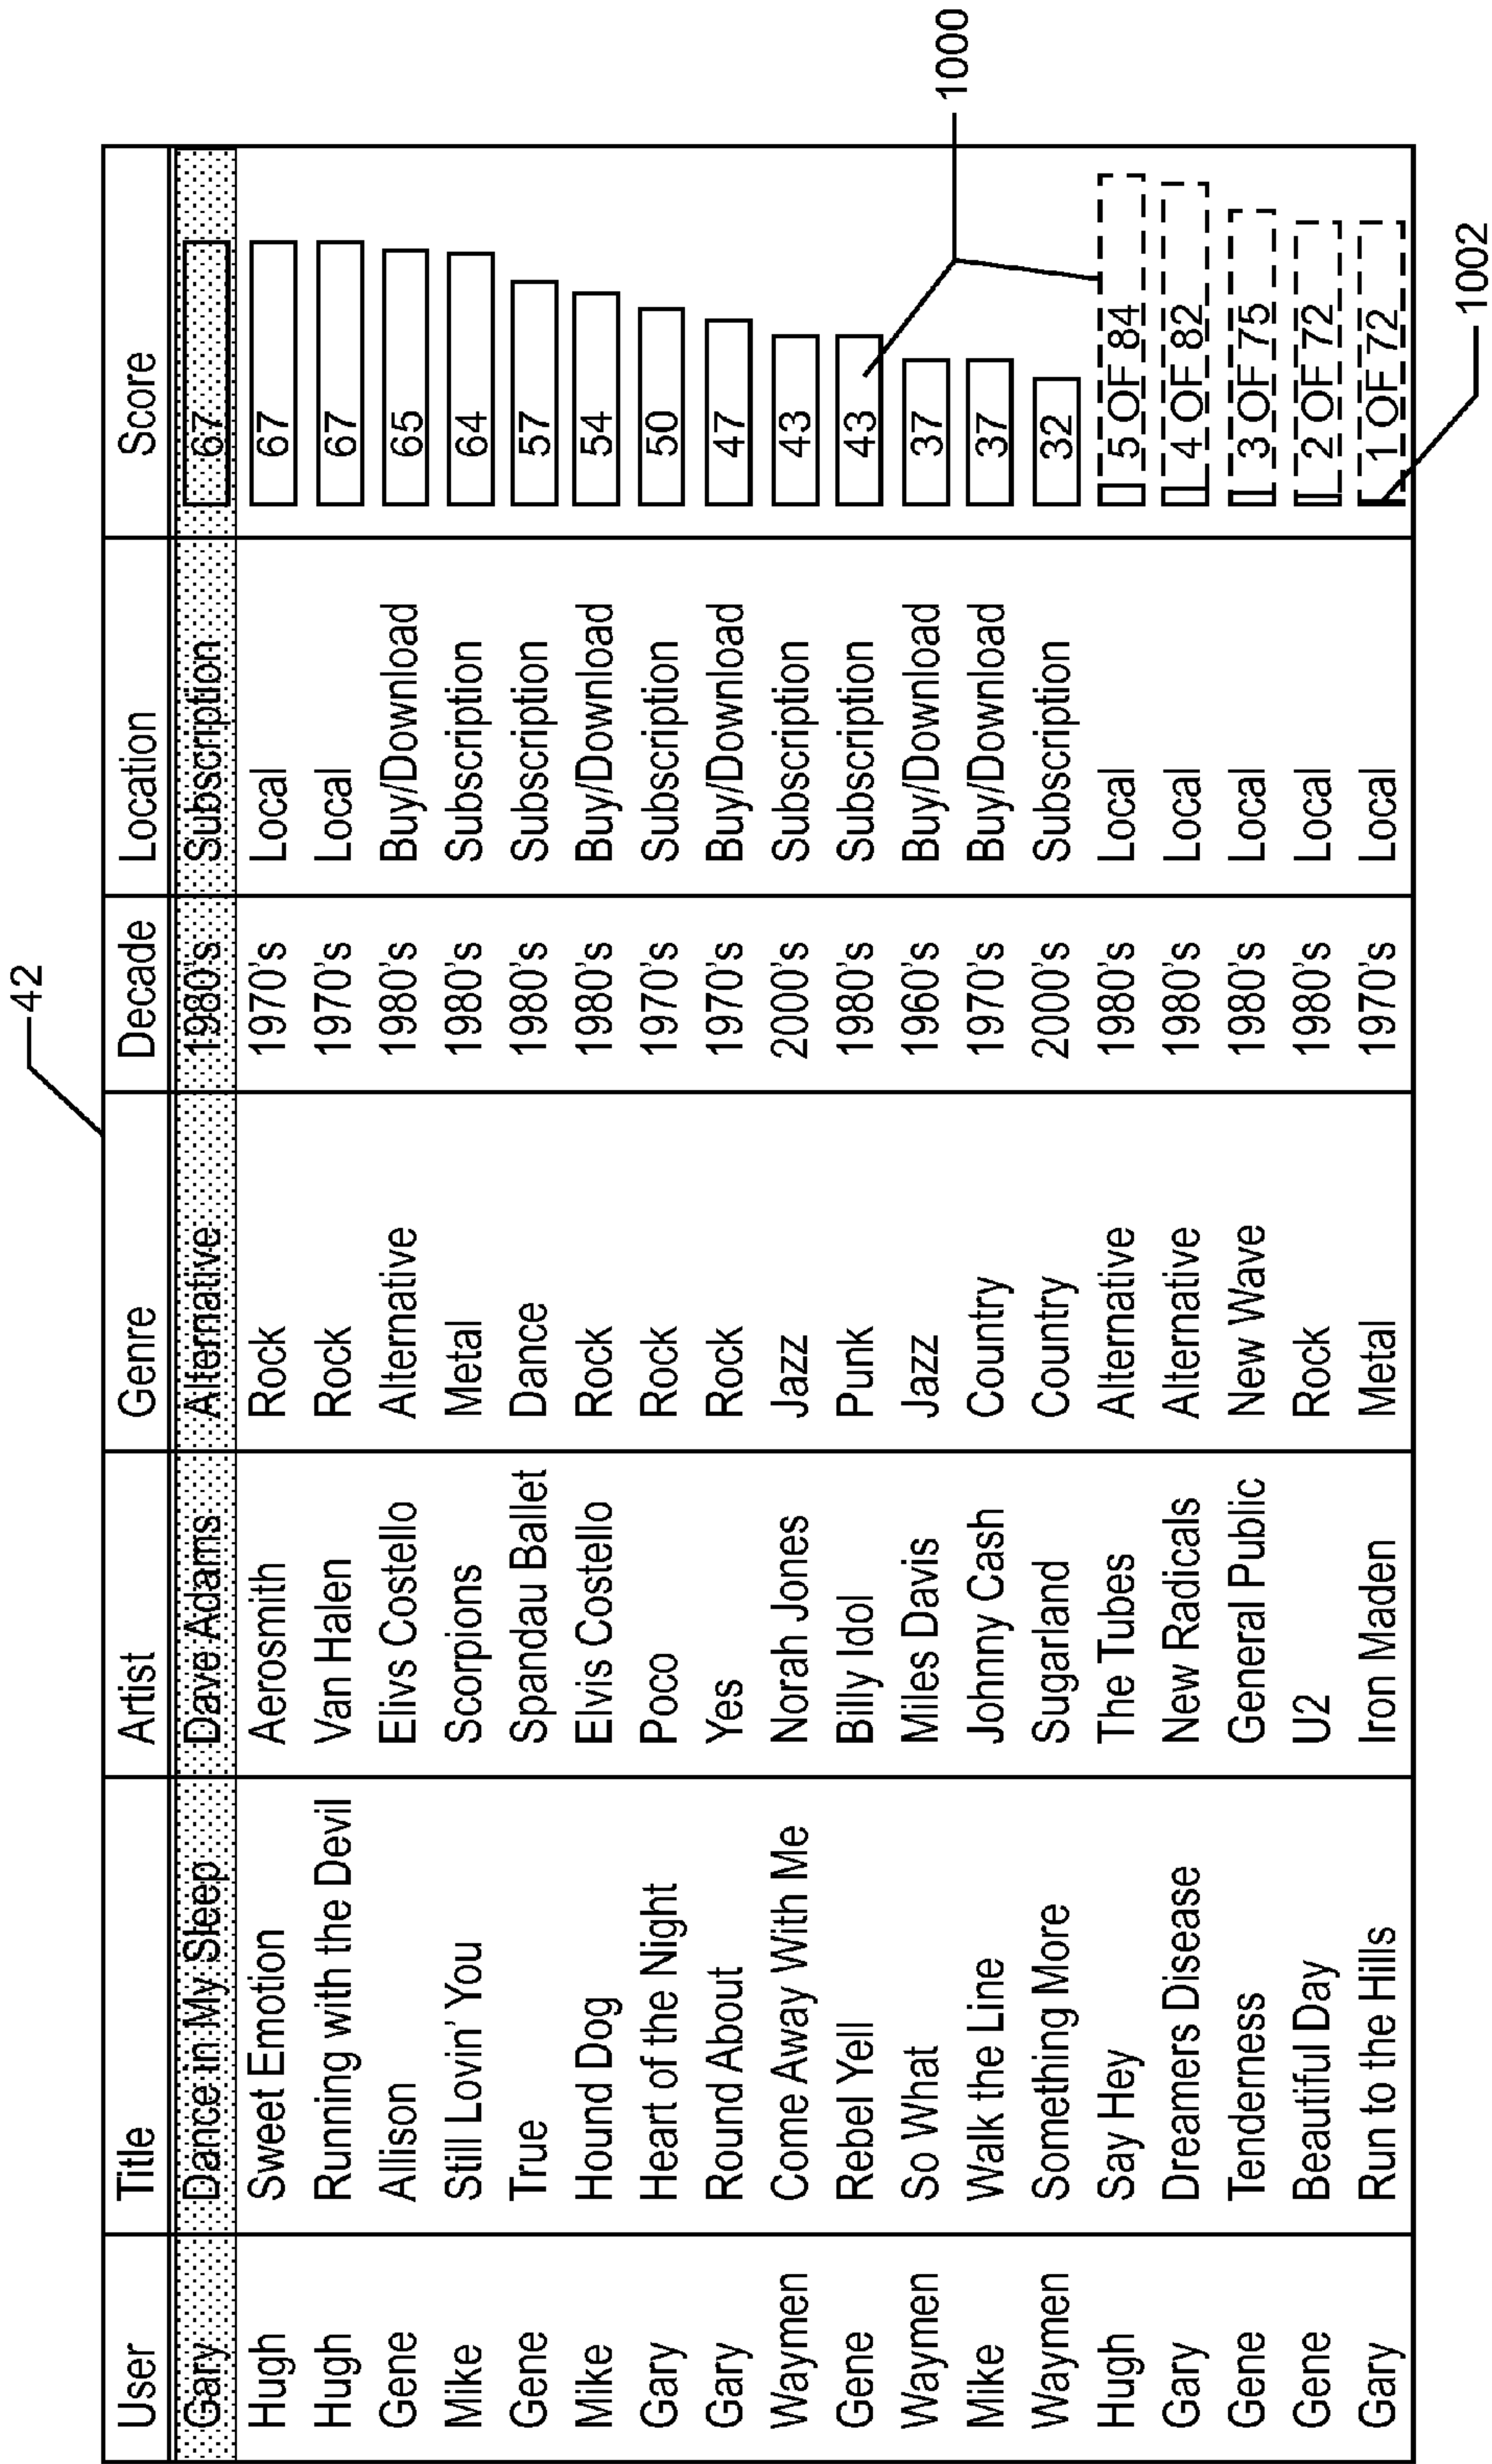 42
User Title Artist Genre Decade Location Score
Gary Dance in My Sleep Dave Adams Alternative 1980's Subscription 67
Hugh Sweet Emotion Aerosmith Rock 1970's Local 67
Hugh Running with the Devil Van Halen Rock 1970's Local 67
Gene Allison Elivs Costello Alternative 1980's Buy/Download 65
Mike Still Lovin' You Scorpions Metal 1980's Subscription 64
Gene True Spandau Ballet Dance 1980's Subscription 57
Mike Hound Dog Elvis Costello Rock 1980's Buy/Download 54
Gary Heart of the Night Poco Rock 1970's Subscription 50
Gary Round About Yes Rock 1970's Buy/Download 47
Waymen Come Away With Me Norah Jones Jazz 2000's Subscription 43
Gene Rebel Yell Billy Idol Punk 1980's Subscription 43
Waymen So What Miles Davis Jazz 1960's Buy/Download 37
Mike Walk the Line Johnny Cash Country 1970's Buy/Download 37
Waymen Something More Sugarland Country 2000's Subscription 32
Hugh Say Hey The Tubes Alternative 1980's Local 5 OF 84
Gary Dreamers Disease New Radicals Alternative 1980's Local 4 OF 82
Gene Tenderness General Public New Wave 1980's Local 3 OF 75
Gene Beautiful Day U2 Rock 1980's Local 2 OF 72
Gary Run to the Hills Iron Maden Metal 1970's Local 1 OF 72
1000
1002